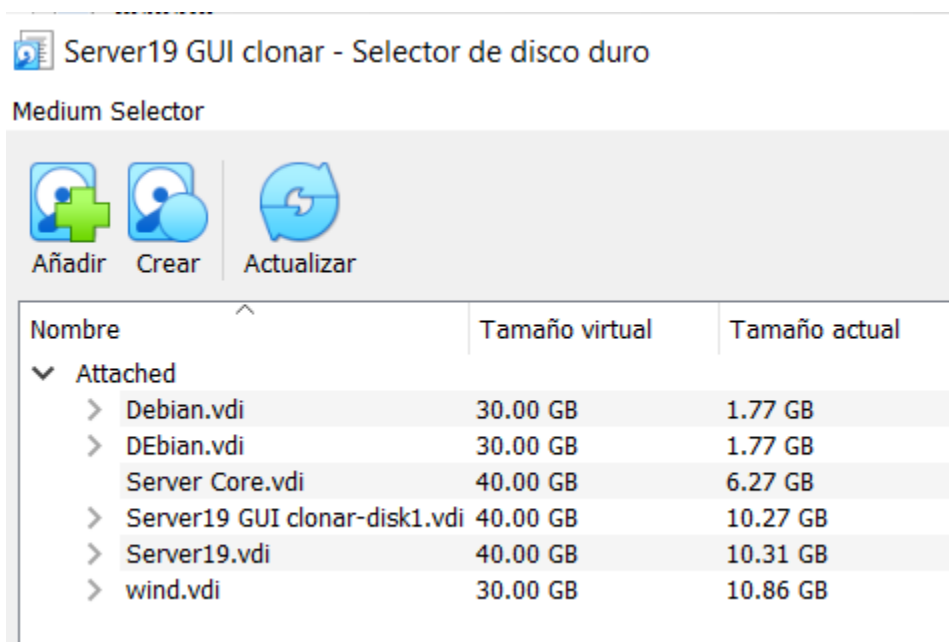 Server19 GUI clonar - Selector de disco duro
Medium Selector
Añadir Crear Actualizar
Nombre Tamaño virtual Tamaño actual
Attached
Debian.vdi 30.00 GB 1.77 GB
DEbian.vdi 30.00 GB 1.77 GB
Server Core.vdi 40.00 GB 6.27 GB
Server19 GUI clonar-disk1.vdi 40.00 GB 10.27 GB
Server19.vdi 40.00 GB 10.31 GB
wind.vdi 30.00 GB 10.86 GB